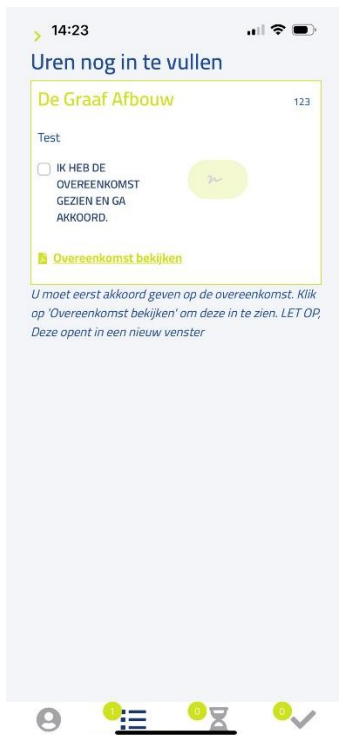 14:23
Uren nog in te vullen
De Graaf Afbouw 123
Test
IK HEB DE
OVEREENKOMST
GEZIEN EN GA
AKKOORD.
Overeenkomst bekijken
U moet eerst akkoord geven op de overeenkomst. Klik
op 'Overeenkomst bekijken' om deze in te zien. LET OP,
Deze opent in een nieuw venster
1 0 0